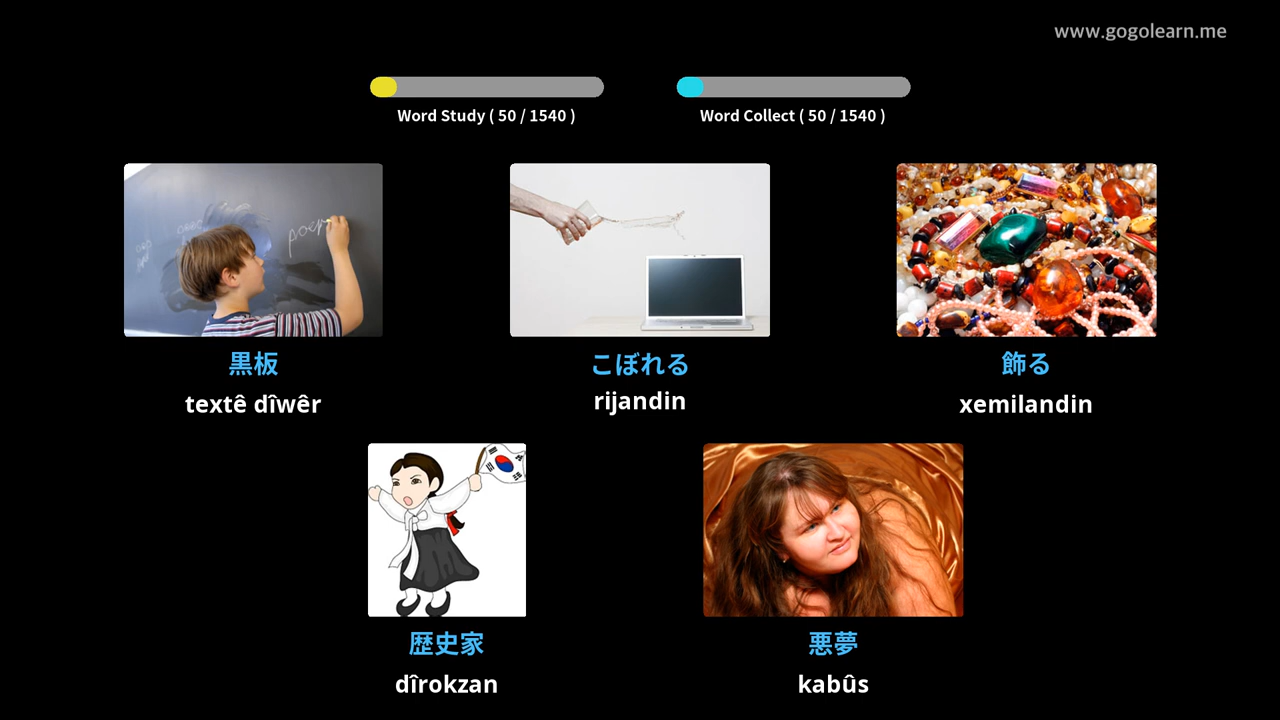 www.gogolearn.me
Word Study ( 50 / 1540 )
Word Collect ( 50 / 1540 )
poer
黒板
textê dîwêr
こぼれる
rijandin
飾る
xemilandin
歴史家
dîrokzan
悪夢
kabûs